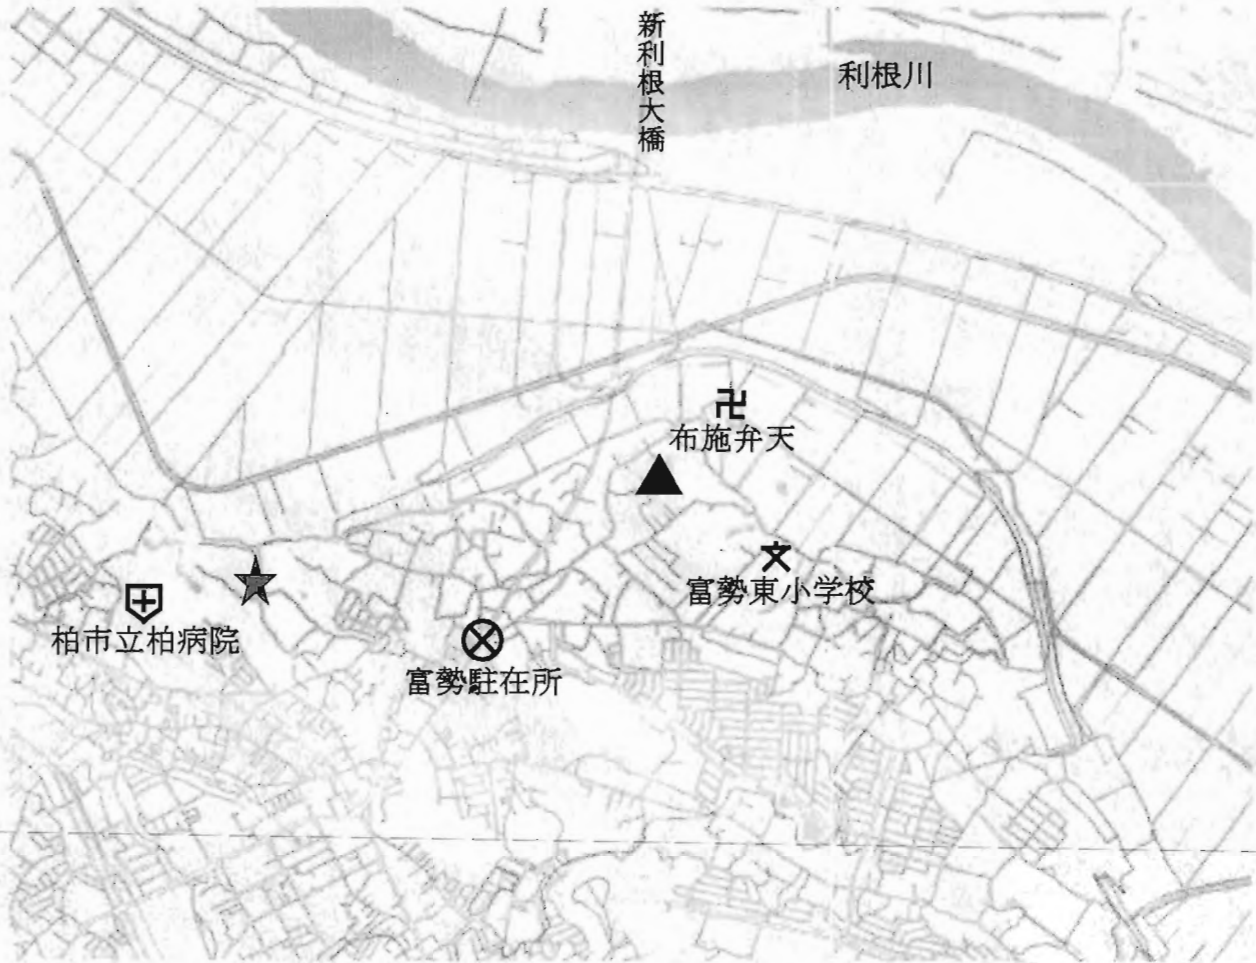 新利根大橋
利根川
布施弁天
富勢東小学校
柏市立柏病院
富勢駐在所